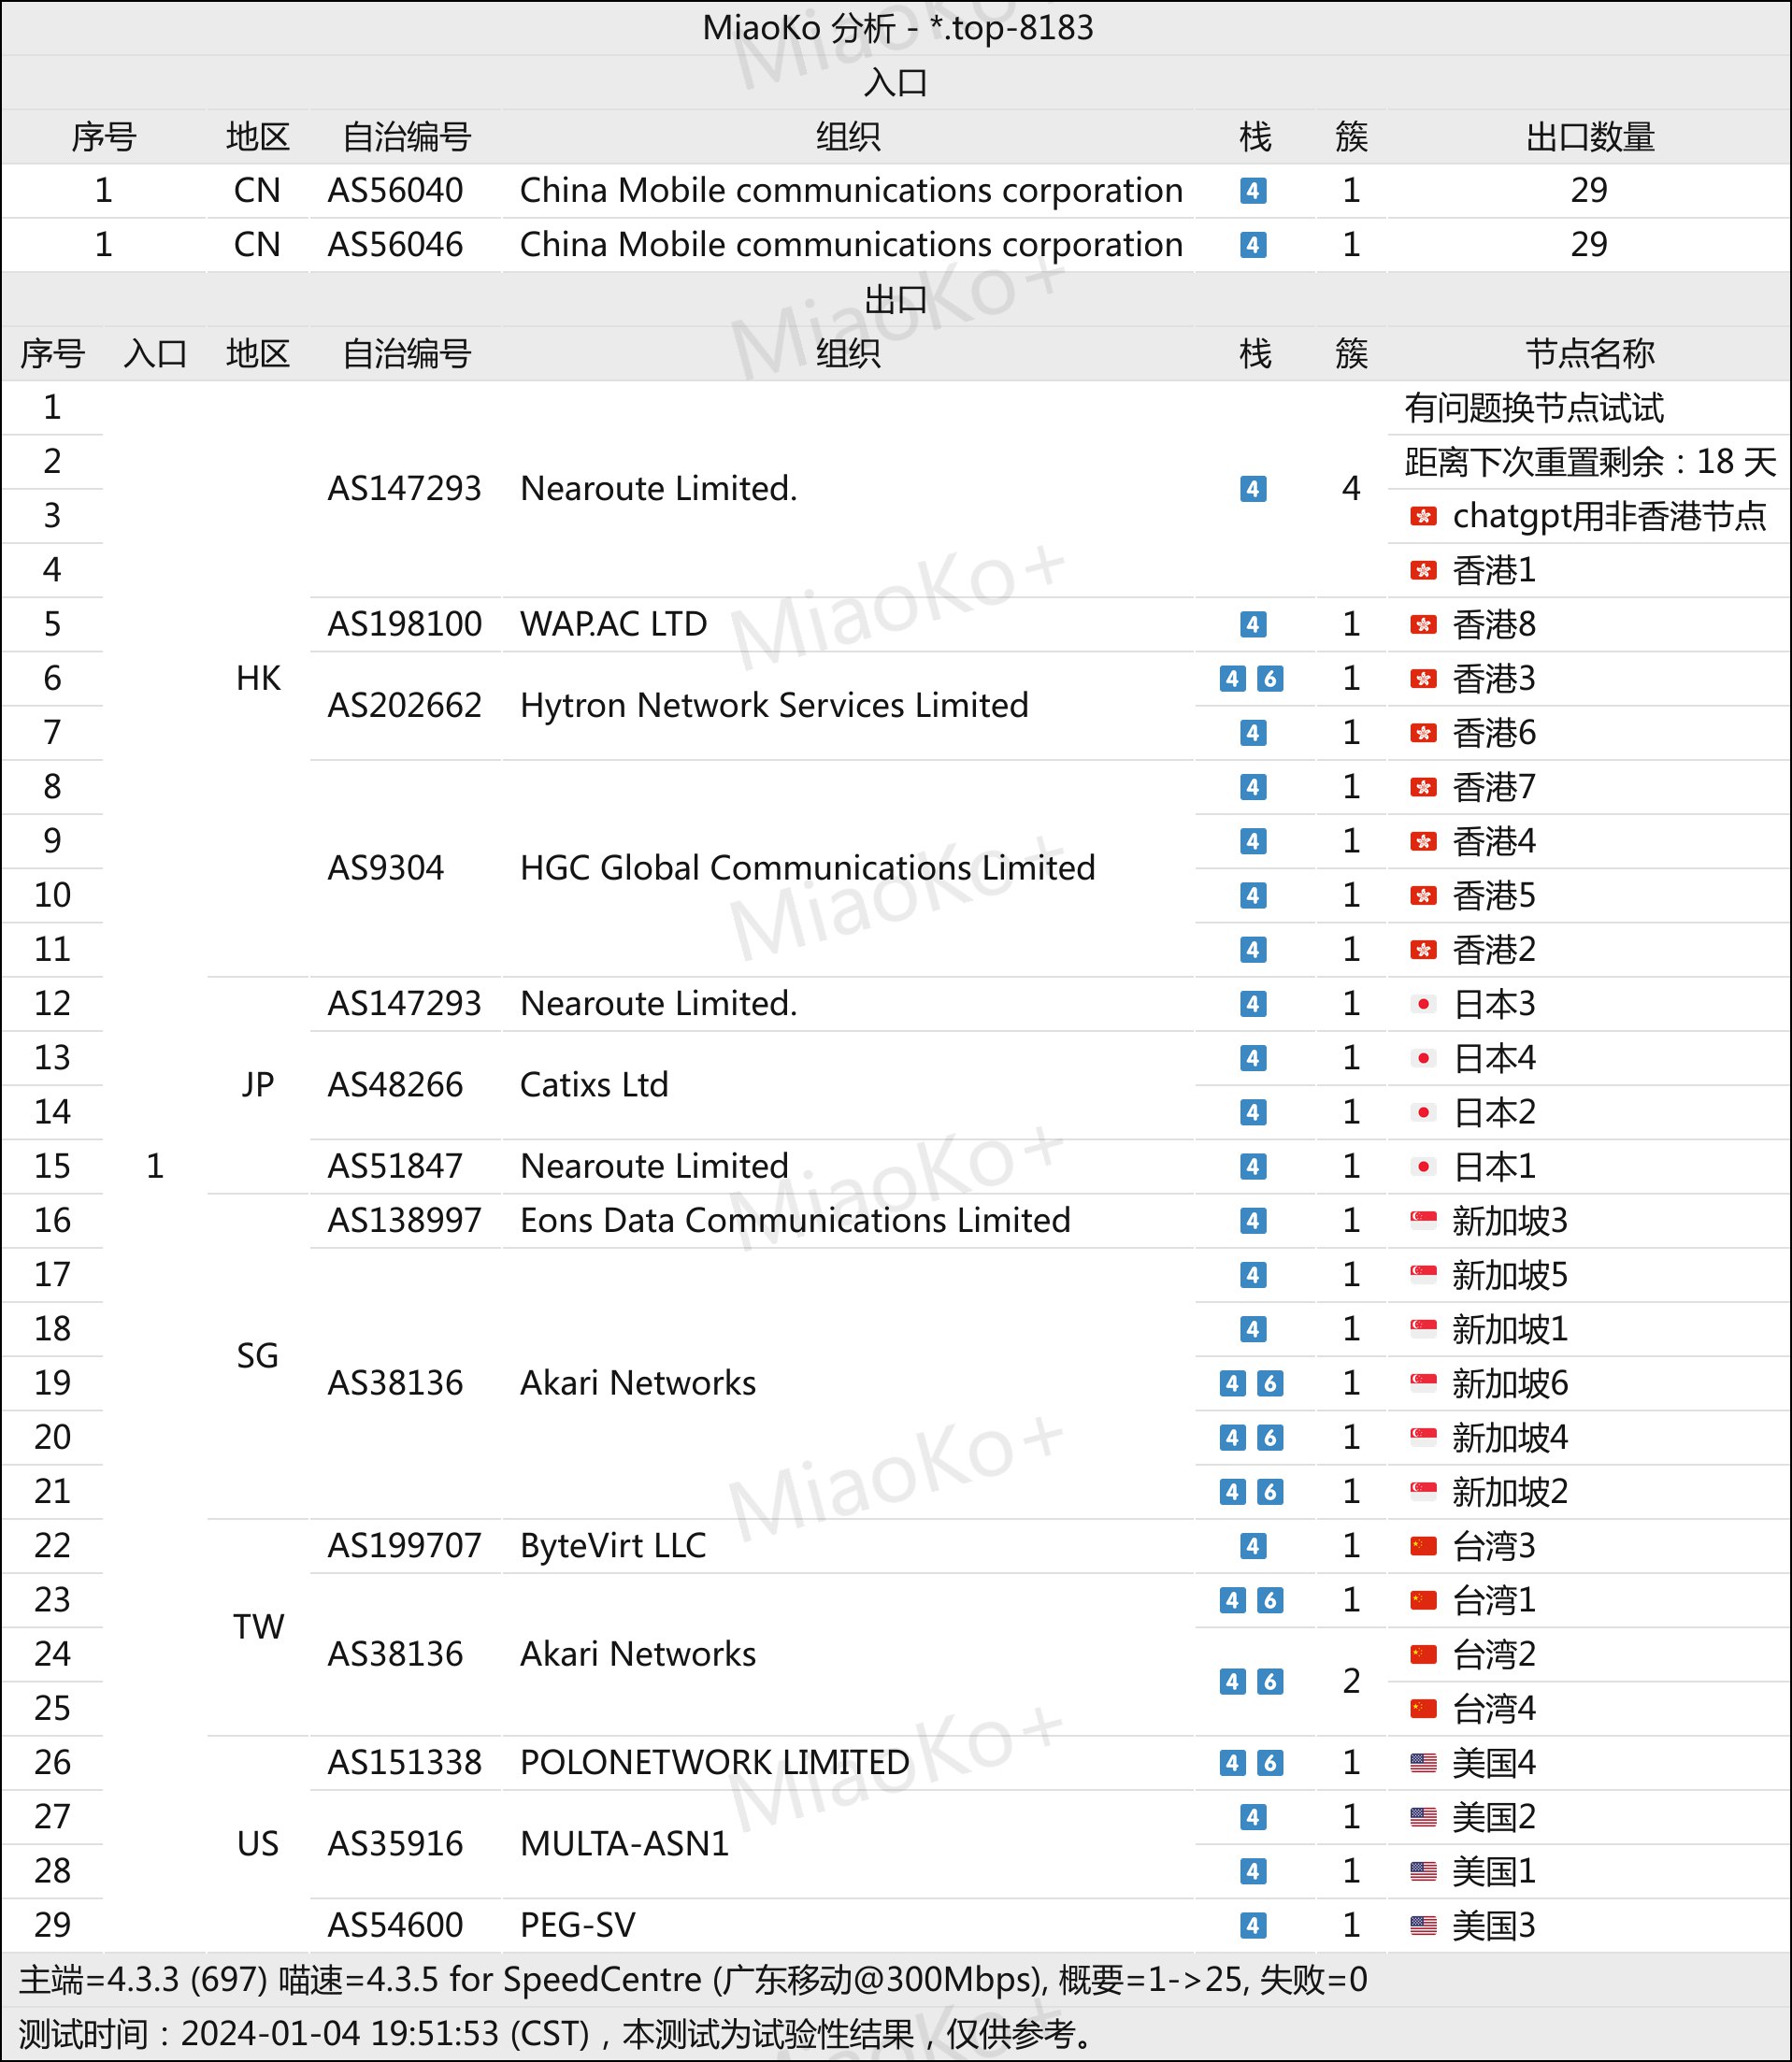 MiaoKo 分析 - *.top-8183
入口
序号 地区 自治编号 组织 栈 簇 出口数量
1 CN AS56040 China Mobile communications corporation 4 1 29
1 CN AS56046 China Mobile communications corporation 4 1 29
出口
序号 入口 地区 自治编号 组织 栈 簇 节点名称
1 有问题换节点试试
2 距离下次重置剩余：18 天
AS147293 Nearoute Limited. 4 4
3 chatgpt用非香港节点
4 香港1
5 AS198100 WAP.AC LTD 4 1 香港8
6 HK 4 6 1 香港3
AS202662 Hytron Network Services Limited
7 4 1 香港6
8 4 1 香港7
9 4 1 香港4
AS9304 HGC Global Communications Limited
10 4 1 香港5
11 4 1 香港2
12 AS147293 Nearoute Limited. 4 1 日本3
13 4 1 日本4
JP AS48266 Catixs Ltd
14 4 1 日本2
15 1 AS51847 Nearoute Limited 4 1 日本1
16 AS138997 Eons Data Communications Limited 4 1 新加坡3
17 4 1 新加坡5
18 4 1 新加坡1
SG
19 AS38136 Akari Networks 4 6 1 新加坡6
20 4 6 1 新加坡4
21 4 6 1 新加坡2
22 AS199707 ByteVirt LLC 4 1 台湾3
23 4 6 1 台湾1
TW
24 AS38136 Akari Networks 台湾2
4 6 2
25 台湾4
26 AS151338 POLONETWORK LIMITED 4 6 1 美国4
27 4 1 美国2
US AS35916 MULTA-ASN1
28 4 1 美国1
29 AS54600 PEG-SV 4 1 美国3
主端=4.3.3 (697) 喵速=4.3.5 for SpeedCentre (广东移动@300Mbps), 概要=1->25, 失败=0
测试时间：2024-01-04 19:51:53 (CST)，本测试为试验性结果，仅供参考。
MiaoKo+
MiaoKo+
MiaoKo+
MiaoKo+
MiaoKo+
MiaoKo+
MiaoKo+
MiaoKo+